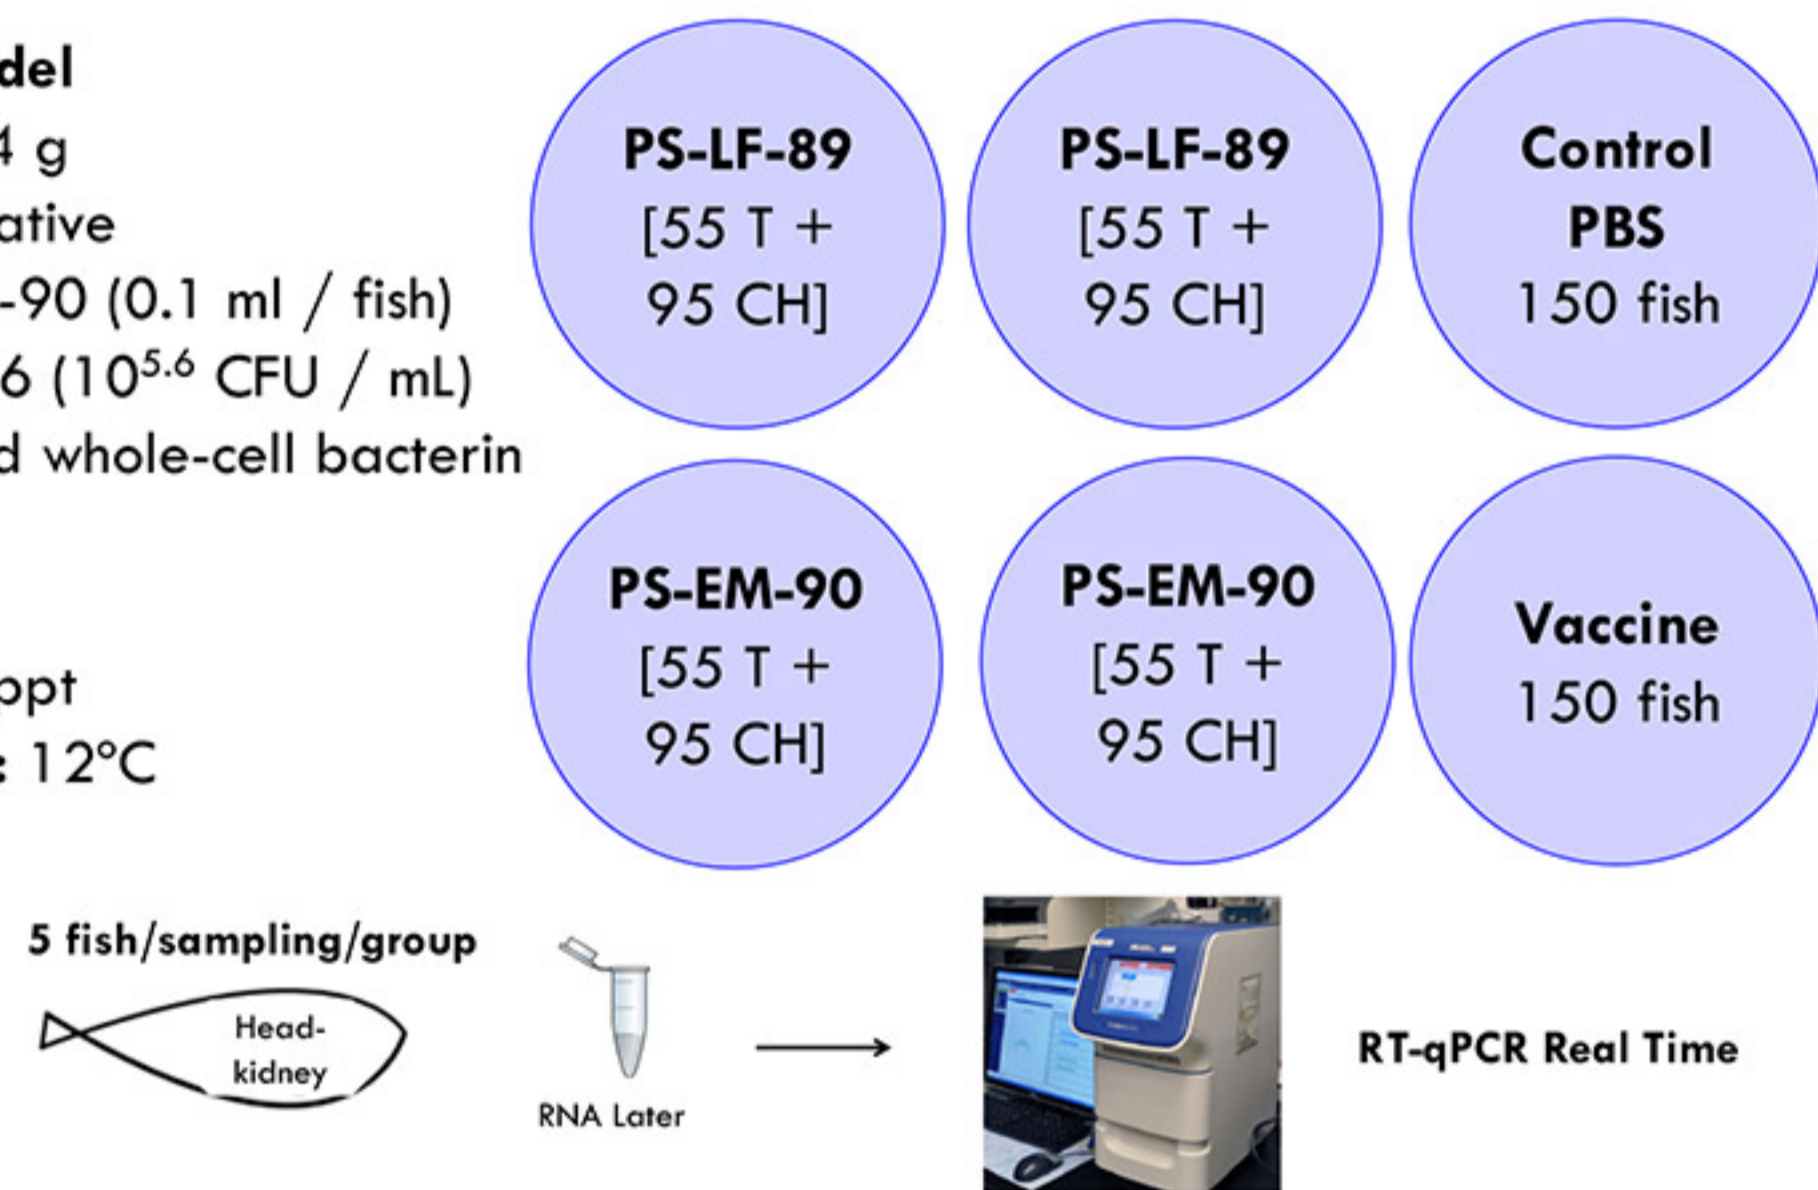 del
4 g
ative
-90 (0.1 ml / fish)
6 (10⁵·⁶ CFU / mL)
d whole-cell bacterin
ppt
: 12°C
PS-LF-89
[55 T +
95 CH]
PS-LF-89
[55 T +
95 CH]
Control
PBS
150 fish
PS-EM-90
[55 T +
95 CH]
PS-EM-90
[55 T +
95 CH]
Vaccine
150 fish
5 fish/sampling/group
Head-
kidney
RNA Later
RT-qPCR Real Time